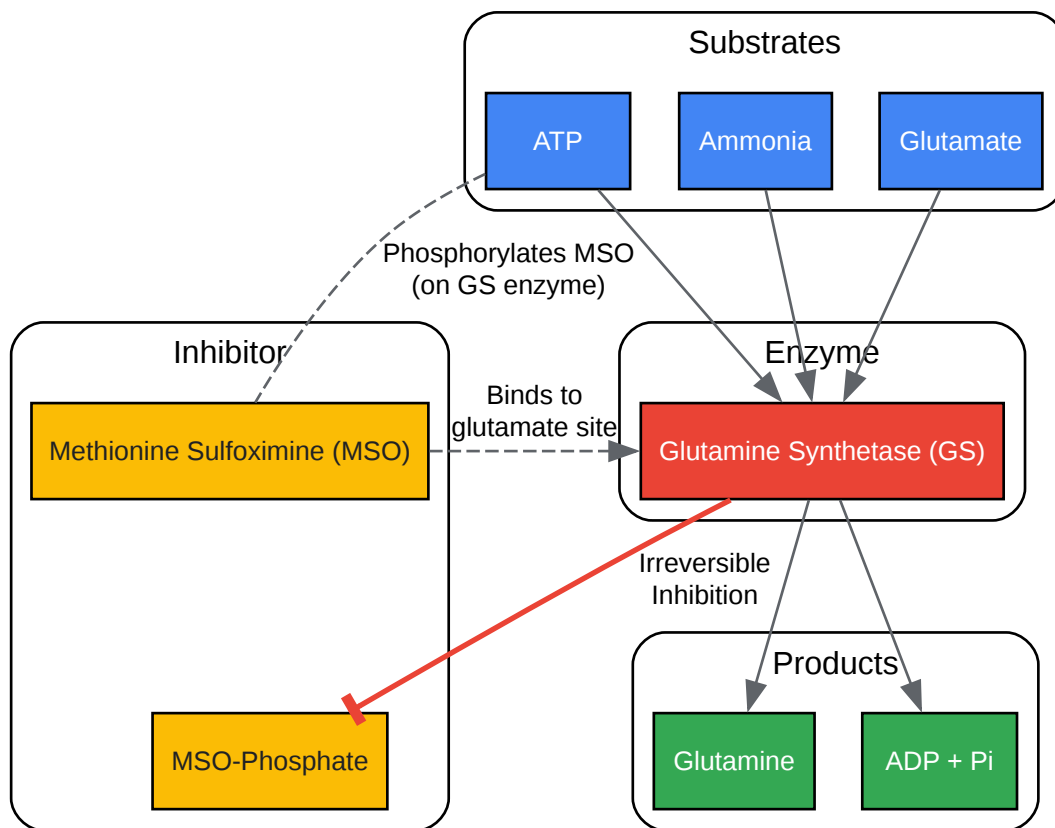 Substrates
ATP
Ammonia
Glutamate
Phosphorylates MSO
(on GS enzyme)
Inhibitor
Enzyme
Binds to
glutamate site
Methionine Sulfoximine (MSO)
Glutamine Synthetase (GS)
Irreversible
Inhibition
Products
MSO-Phosphate
Glutamine
ADP + Pi